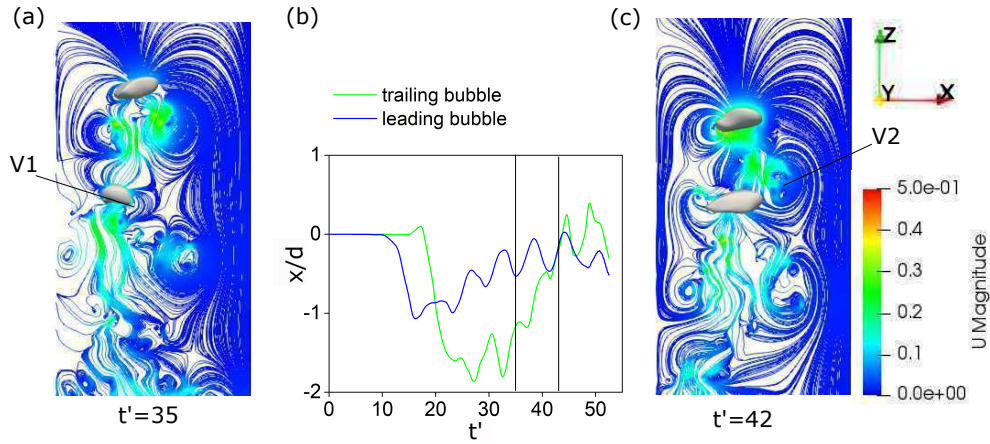 (a)
V1
t'=35
(b)
trailing bubble
leading bubble
1
0
-1
-2
x/d
0 10 20 30 40 50
t'
(c)
V2
t'=42
Z
Y X
5.0e-01
0.4
0.3
0.2
0.1
0.0e+00
U Magnitude